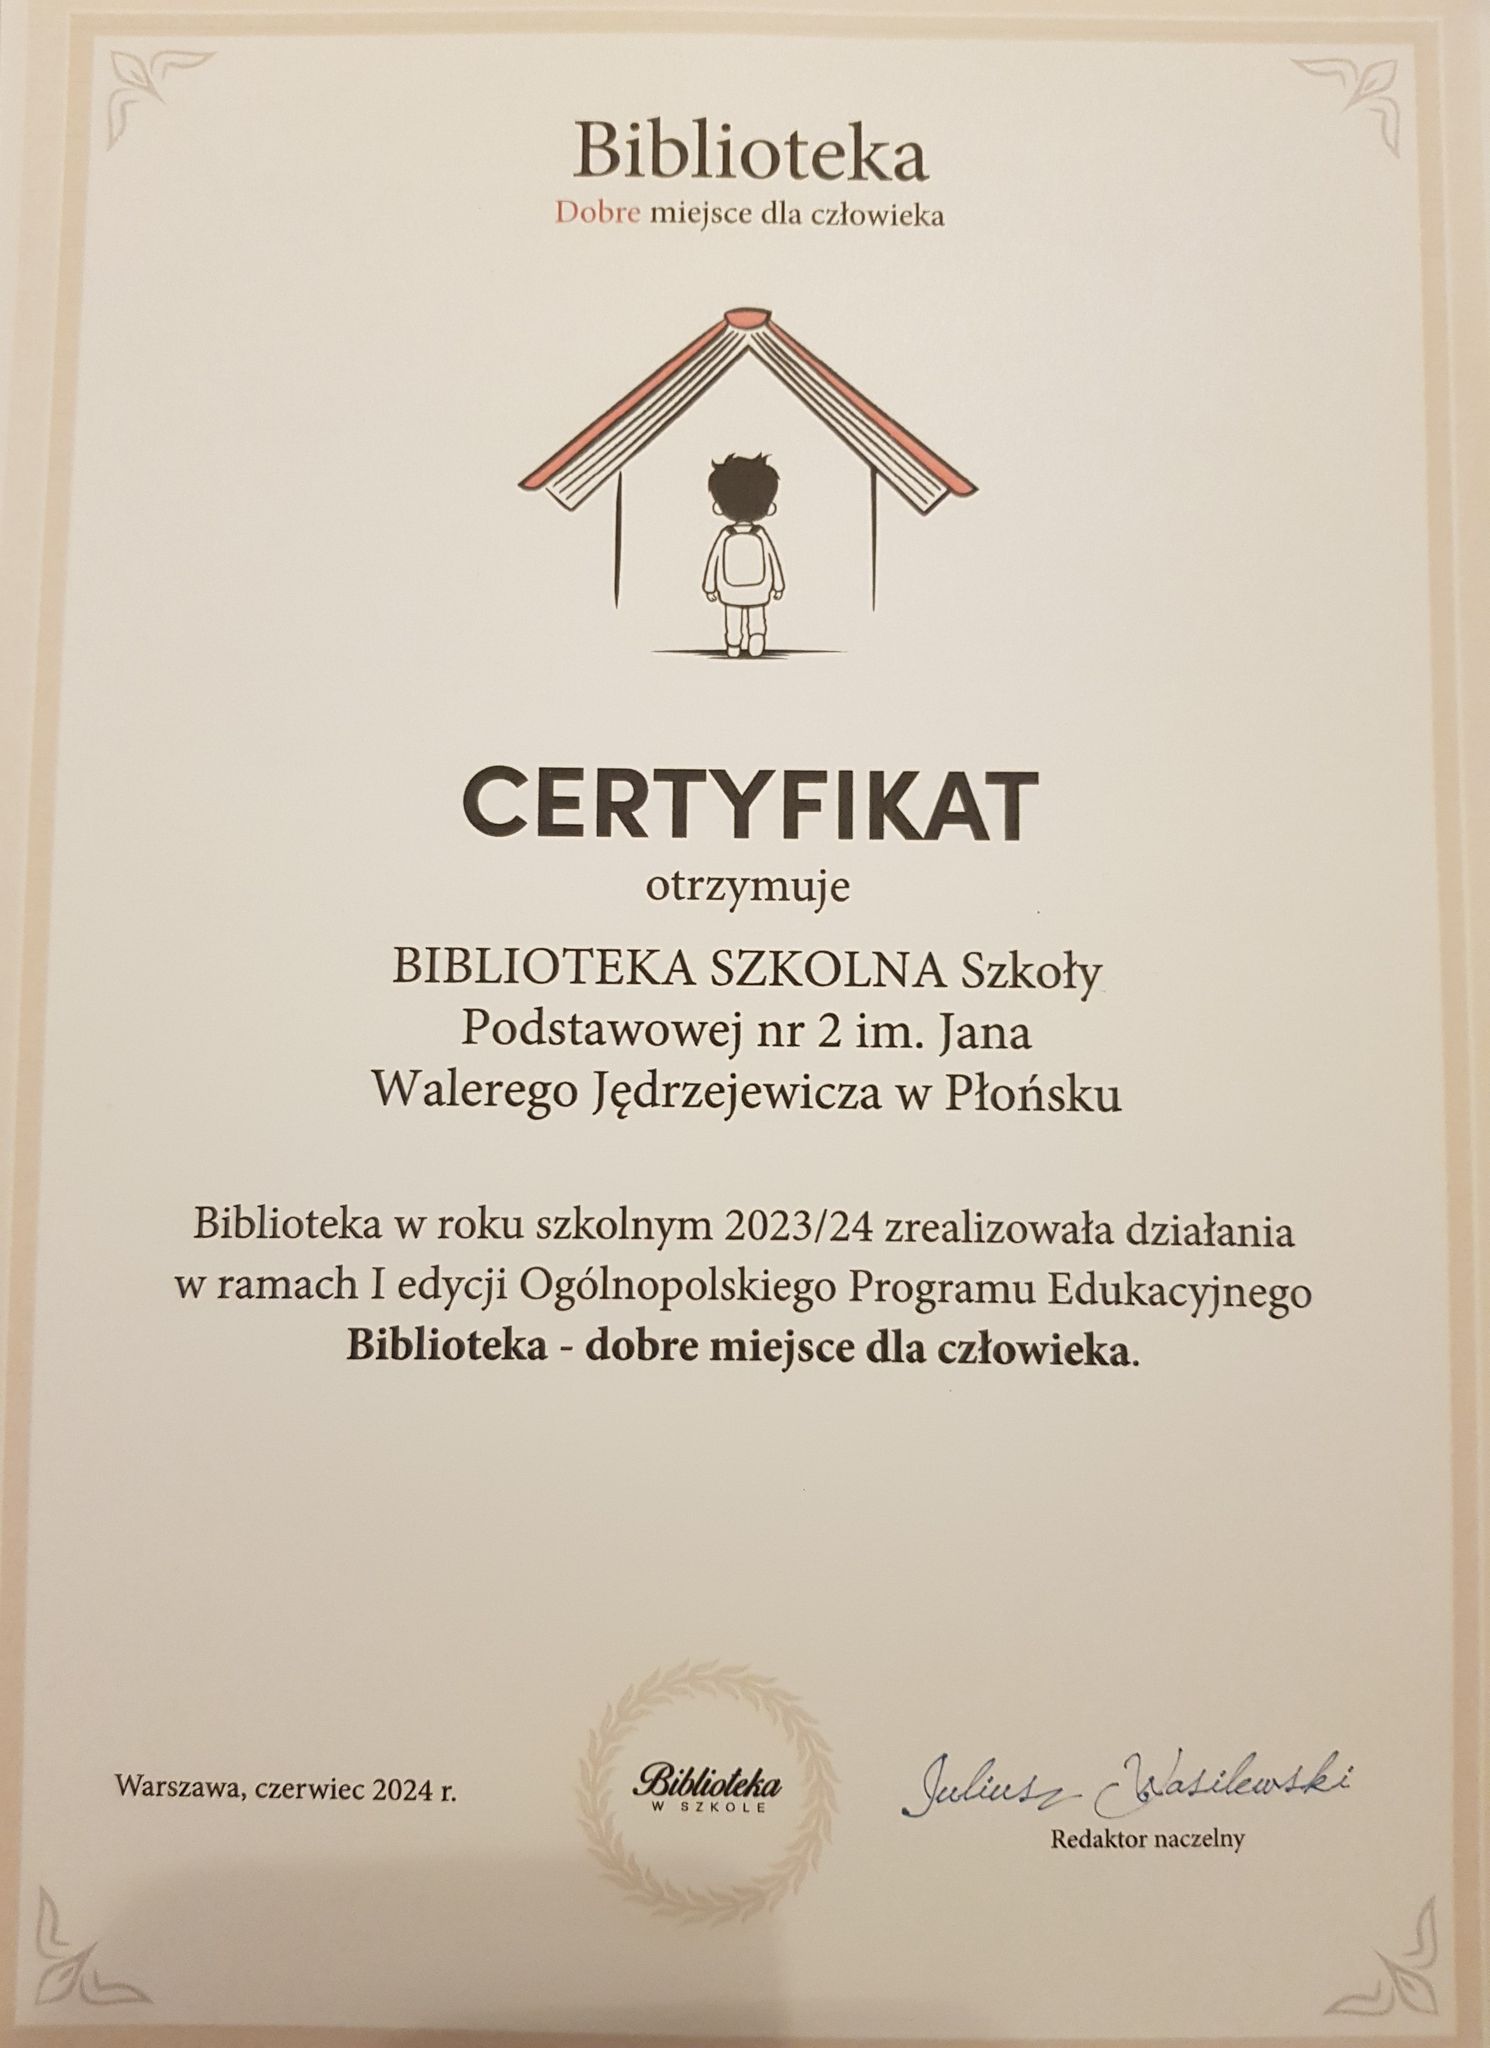 Biblioteka
Dobre miejsce dla człowieka
CERTYFIKAT
otrzymuje
BIBLIOTEKA SZKOLNA Szkoły
Podstawowej nr 2 im. Jana
Walerego Jędrzejewicza w Płońsku
Biblioteka w roku szkolnym 2023/24 zrealizowała działania
w ramach I edycji Ogólnopolskiego Programu Edukacyjnego
Biblioteka - dobre miejsce dla człowieka.
Warszawa, czerwiec 2024 r.
Biblioteka
W SZKOLE
Juliusz Wasilewski
Redaktor naczelny